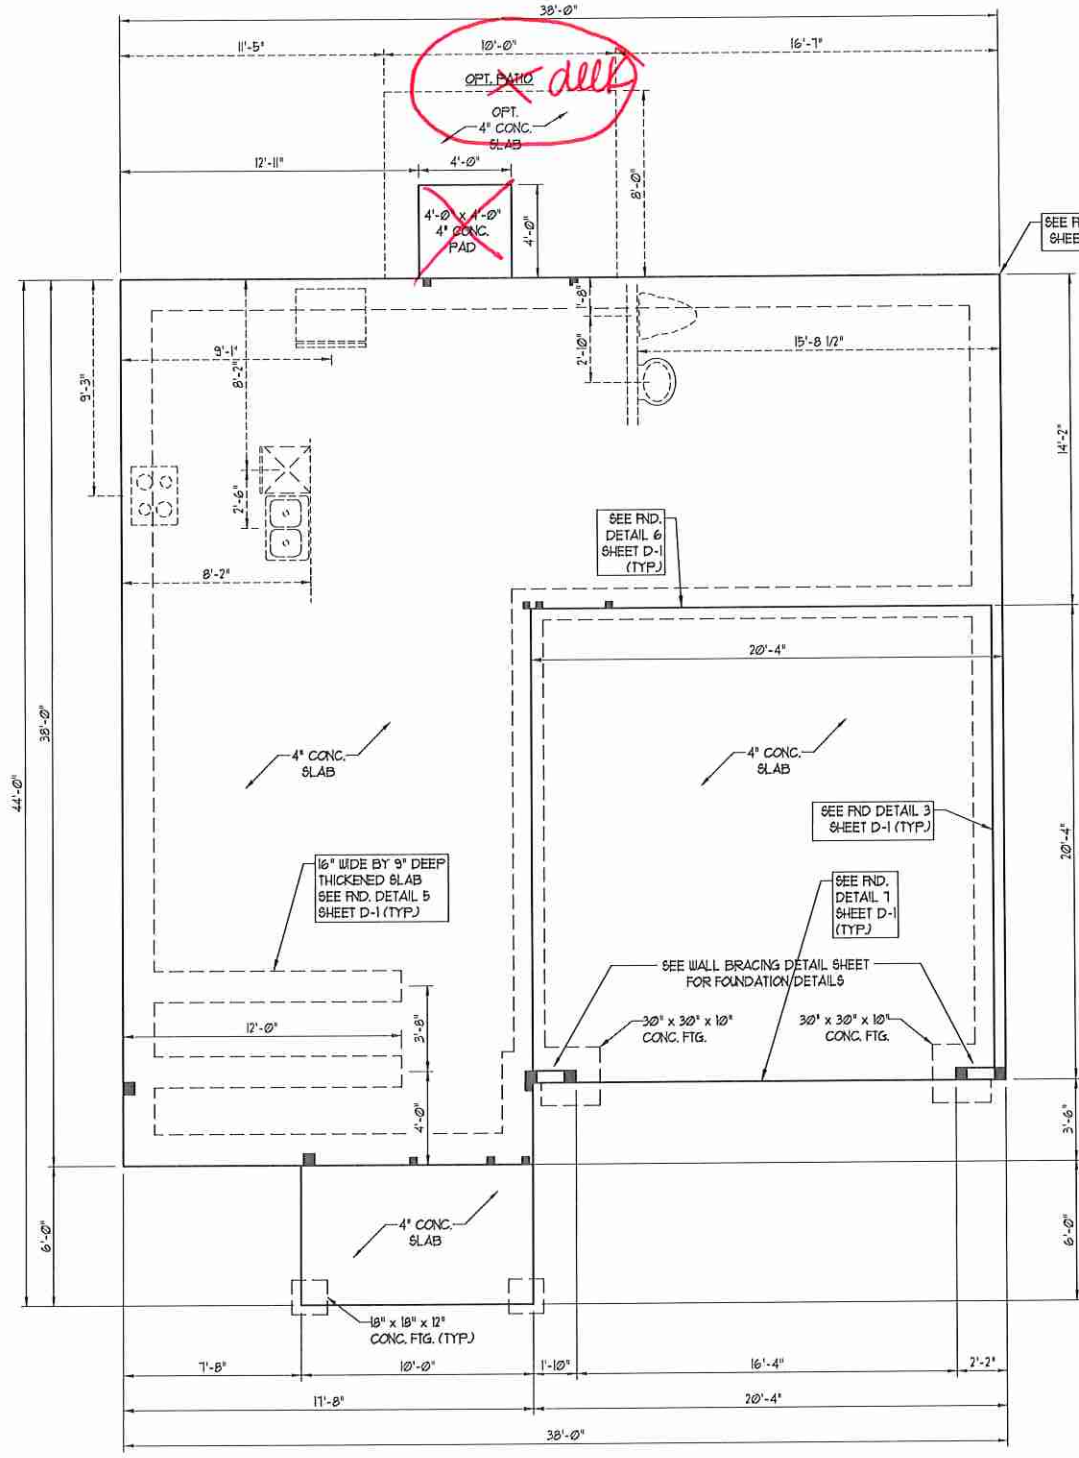 38'-0"
11'-5"
10'-0"
16'-7"
OPT. PATIO
deck
OPT.
4" CONC.
SLAB
12'-11"
4'-0"
8'-0"
4'-0" x 4'-0"
4" CONC.
PAD
4'-0"
SEE F
SHEE
1'-8"
9'-1"
8'-2"
2'-10"
15'-8 1/2"
9'-3"
14'-2"
2'-6"
SEE FND.
DETAIL 6
SHEET D-1
(TYP.)
8'-2"
20'-4"
38'-0"
44'-0"
4" CONC.
SLAB
4" CONC.
SLAB
SEE FND DETAIL 3
SHEET D-1 (TYP.)
20'-4"
16" WIDE BY 9" DEEP
THICKENED SLAB
SEE FND. DETAIL 5
SHEET D-1 (TYP.)
SEE FND.
DETAIL 7
SHEET D-1
(TYP.)
SEE WALL BRACING DETAIL SHEET
FOR FOUNDATION DETAILS
12'-0"
3'-8"
30" x 30" x 10"
CONC. FTG.
30" x 30" x 10"
CONC. FTG.
4'-0"
3'-6"
6'-0"
4" CONC.
SLAB
6'-0"
18" x 18" x 12"
CONC. FTG. (TYP.)
7'-8"
10'-0"
1'-10"
16'-4"
2'-2"
17'-8"
20'-4"
38'-0"